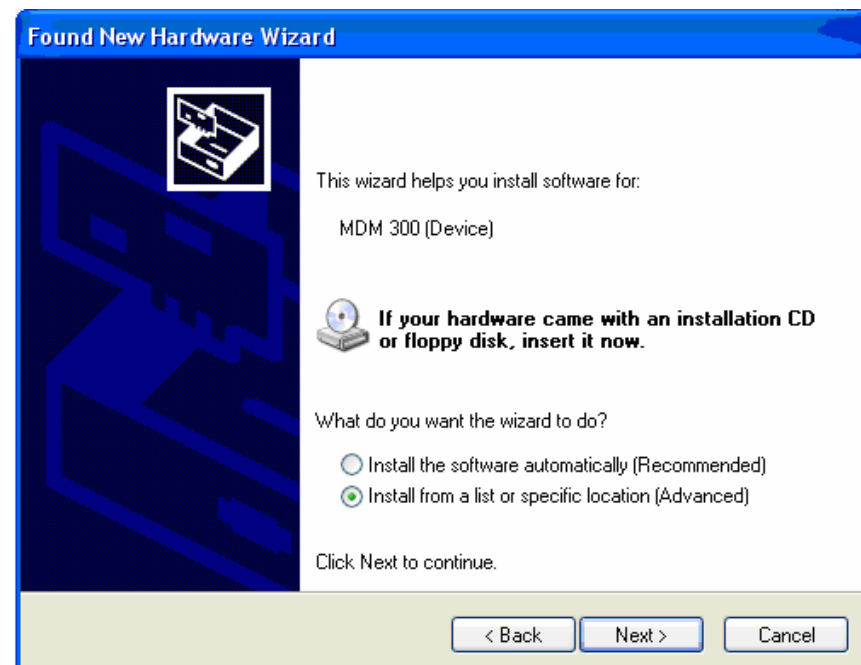 Found New Hardware Wizard
This wizard helps you install software for:
MDM 300 (Device)
If your hardware came with an installation CD
or floppy disk, insert it now.
What do you want the wizard to do?
Install the software automatically (Recommended)
Install from a list or specific location (Advanced)
Click Next to continue.
< Back
Next >
Cancel